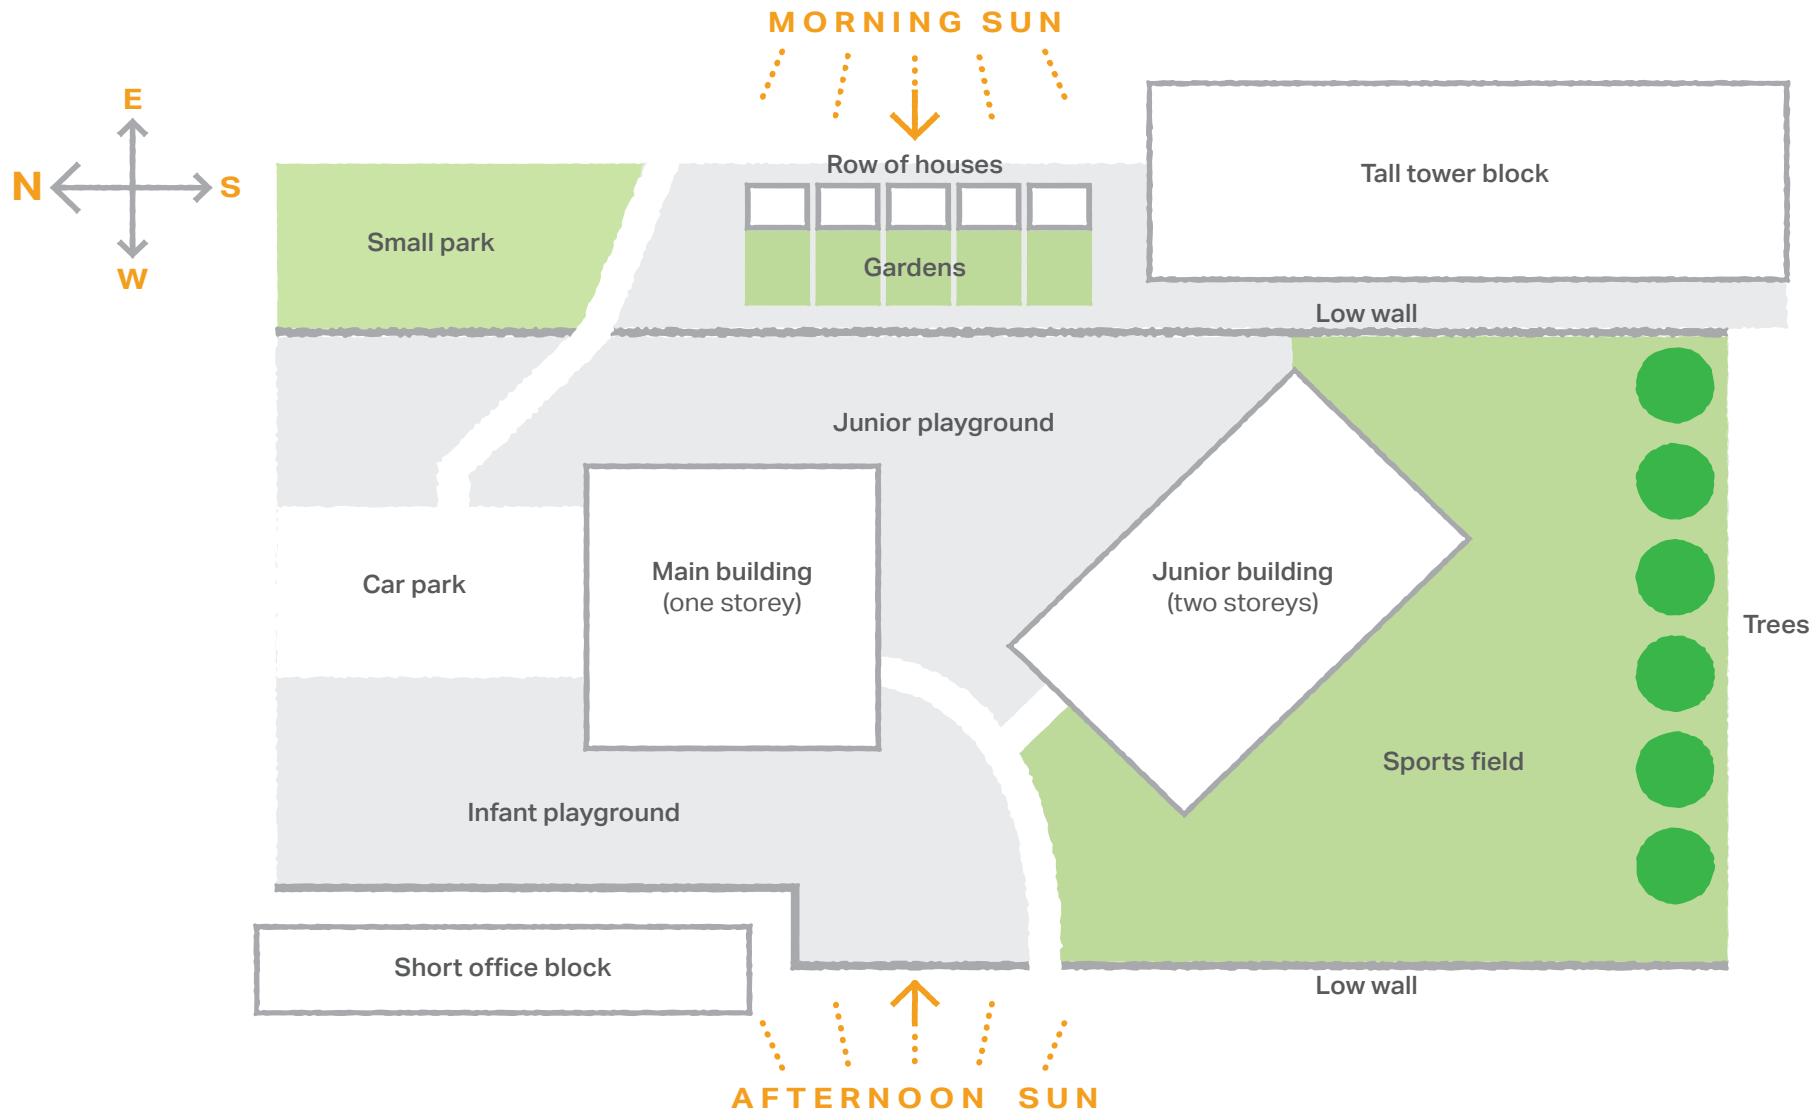 MORNING SUN
E
N
S
W
Row of houses
Tall tower block
Small park
Gardens
Low wall
Junior playground
Car park
Main building
(one storey)
Junior building
(two storeys)
Trees
Sports field
Infant playground
Short office block
Low wall
AFTERNOON SUN